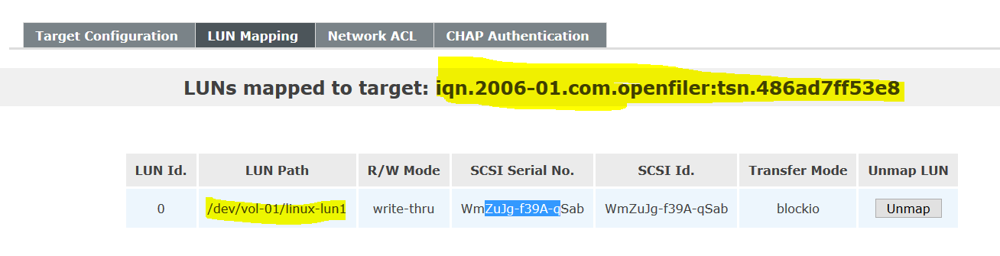 Target Configuration LUN Mapping Network ACL CHAP Authentication
LUNs mapped to target: iqn.2006-01.com.openfiler:tsn.486ad7ff53e8
LUN Id. LUN Path R/W Mode SCSI Serial No. SCSI Id. Transfer Mode Unmap LUN
0 /dev/vol-01/linux-lun1 write-thru WmZuJg-f39A-qSab WmZuJg-f39A-qSab blockio Unmap